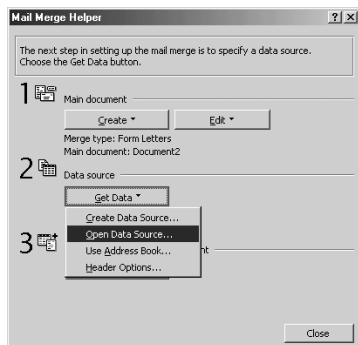 Mail Merge Helper
The next step in setting up the mail merge is to specify a data source.
Choose the Get Data button.
1
Main document
Create
Edit
Merge type: Form Letters
Main document: Document2
2
Data source
Get Data
Create Data Source...
Open Data Source...
Use Address Book...
Header Options...
3
nt
Close